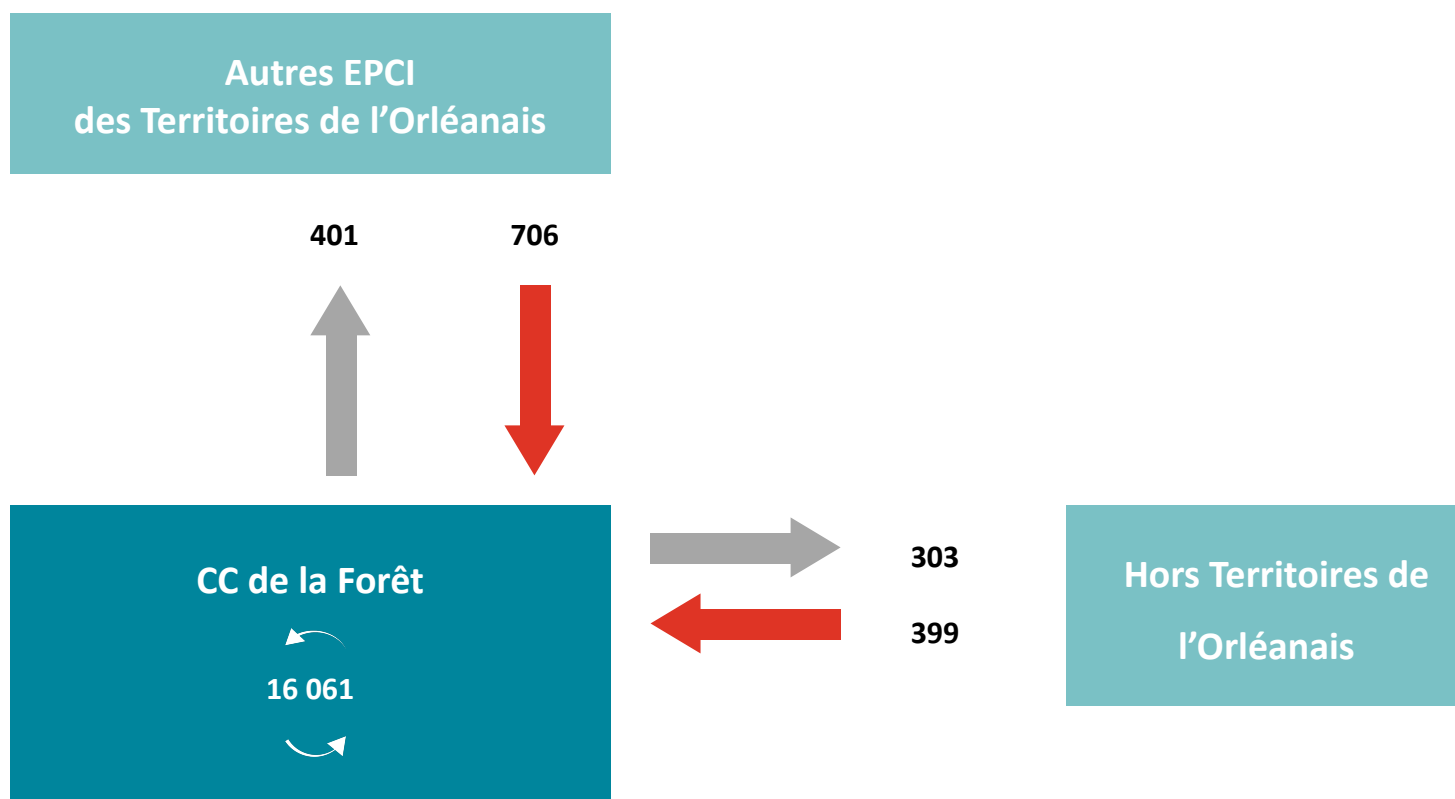 Autres EPCI
des Territoires de l’Orléanais
401 706
CC de la Forêt
16 061
303
399
Hors Territoires de
l’Orléanais